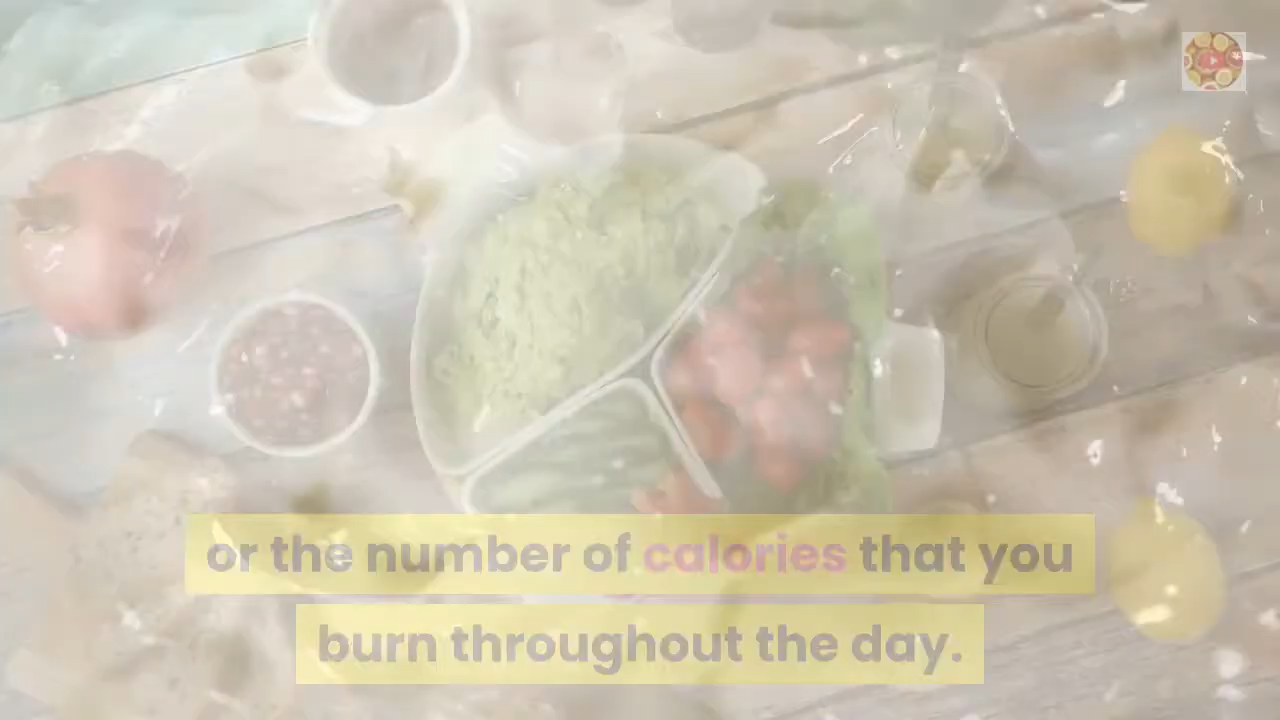 or the number of calories that you
burn throughout the day.